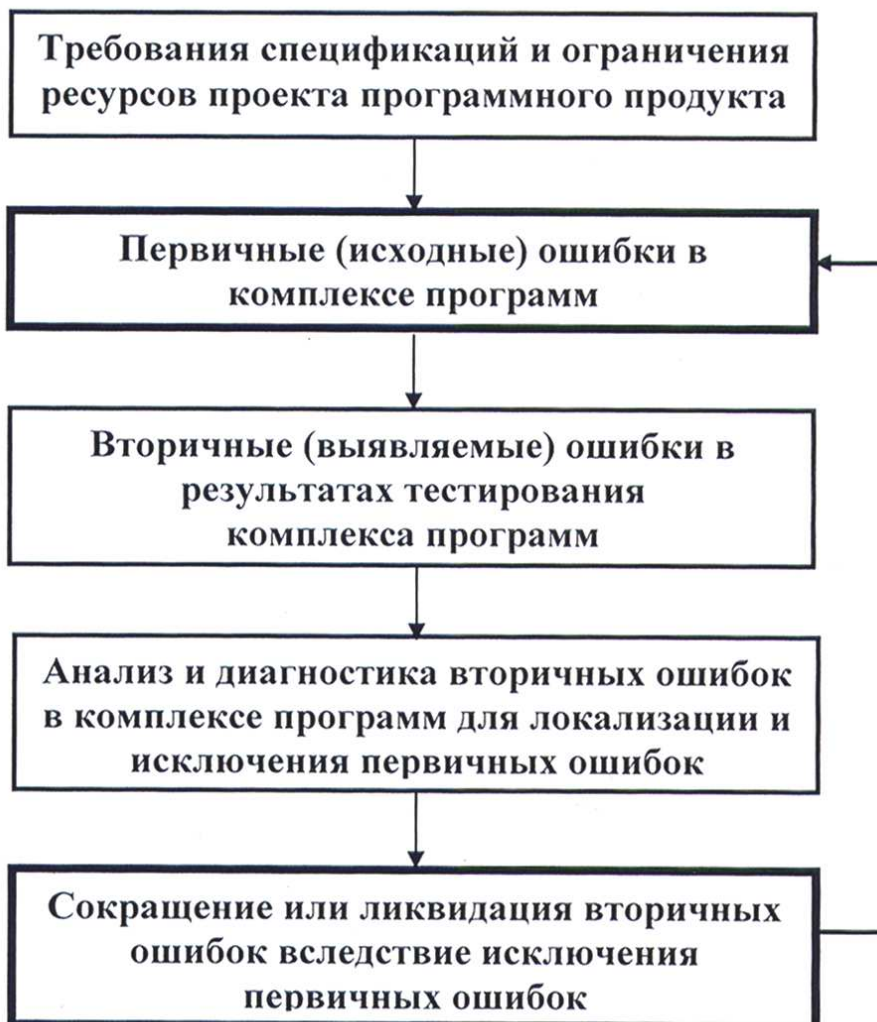 Требования спецификаций и ограничения
ресурсов проекта программного продукта
Первичные (исходные) ошибки в
комплексе программ
Вторичные (выявляемые) ошибки в
результатах тестирования
комплекса программ
Анализ и диагностика вторичных ошибок
в комплексе программ для локализации и
исключения первичных ошибок
Сокращение или ликвидация вторичных
ошибок вследствие исключения
первичных ошибок